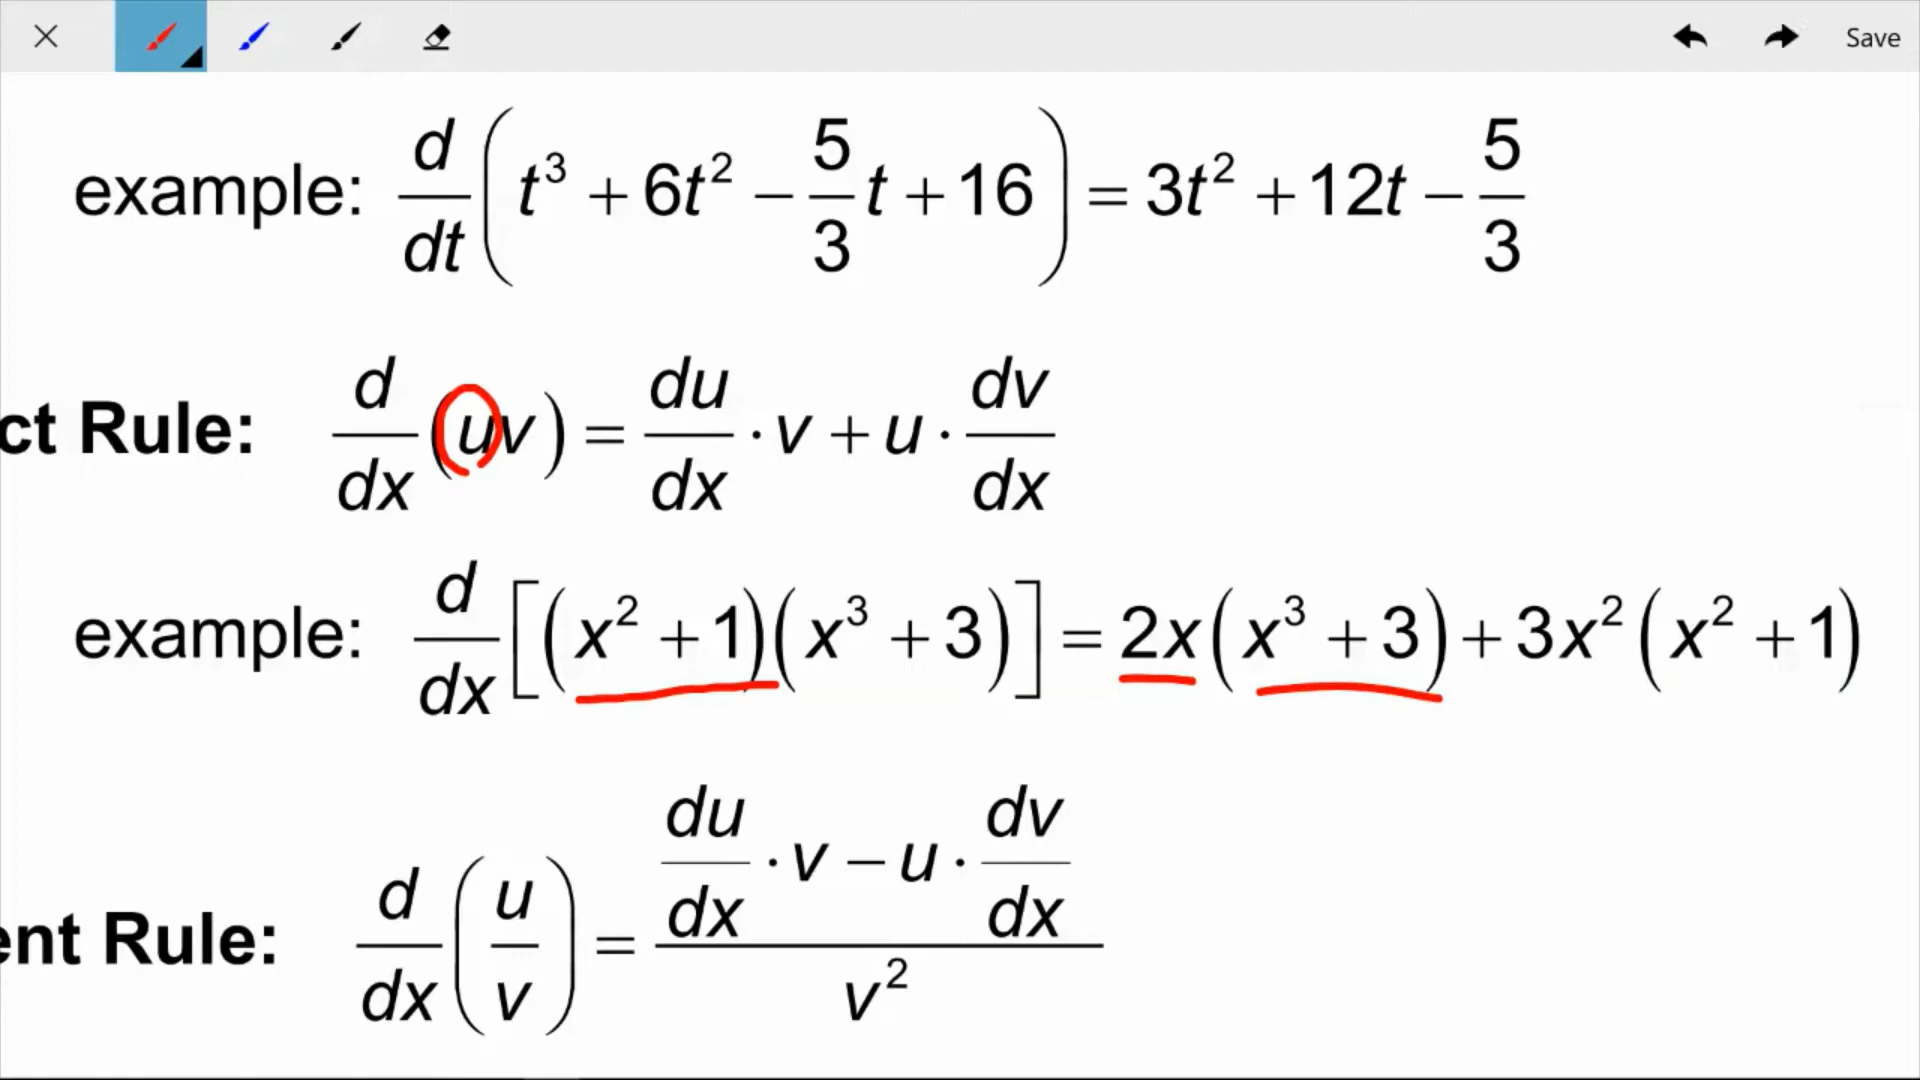 Save
example: d/dt (t³ + 6t² − 5/3 t + 16) = 3t² + 12t − 5/3
ct Rule: d/dx (uv) = du/dx · v + u · dv/dx
example: d/dx [(x² + 1)(x³ + 3)] = 2x(x³ + 3) + 3x²(x² + 1)
ent Rule: d/dx (u/v) = (du/dx · v − u · dv/dx) / v²